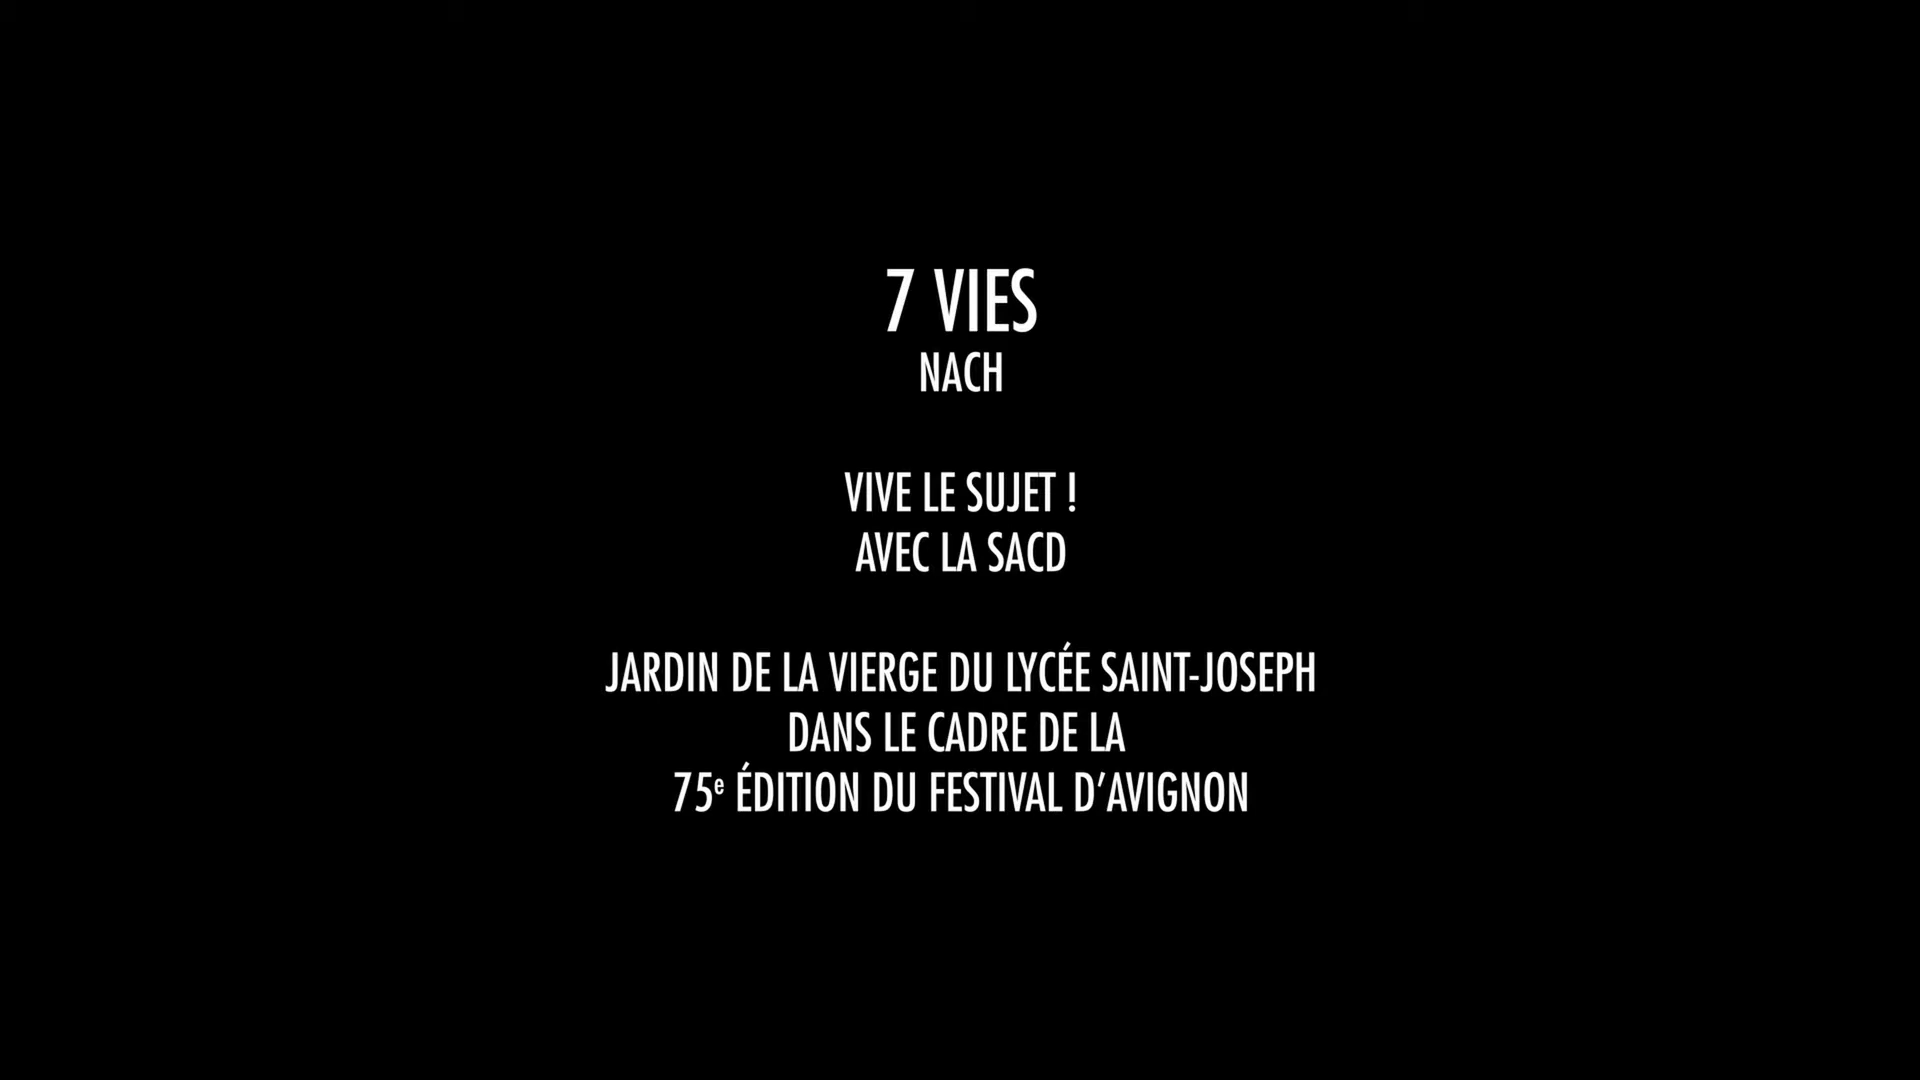 7 VIES
NACH
VIVE LE SUJET !
AVEC LA SACD
JARDIN DE LA VIERGE DU LYCÉE SAINT-JOSEPH
DANS LE CADRE DE LA
75e ÉDITION DU FESTIVAL D’AVIGNON